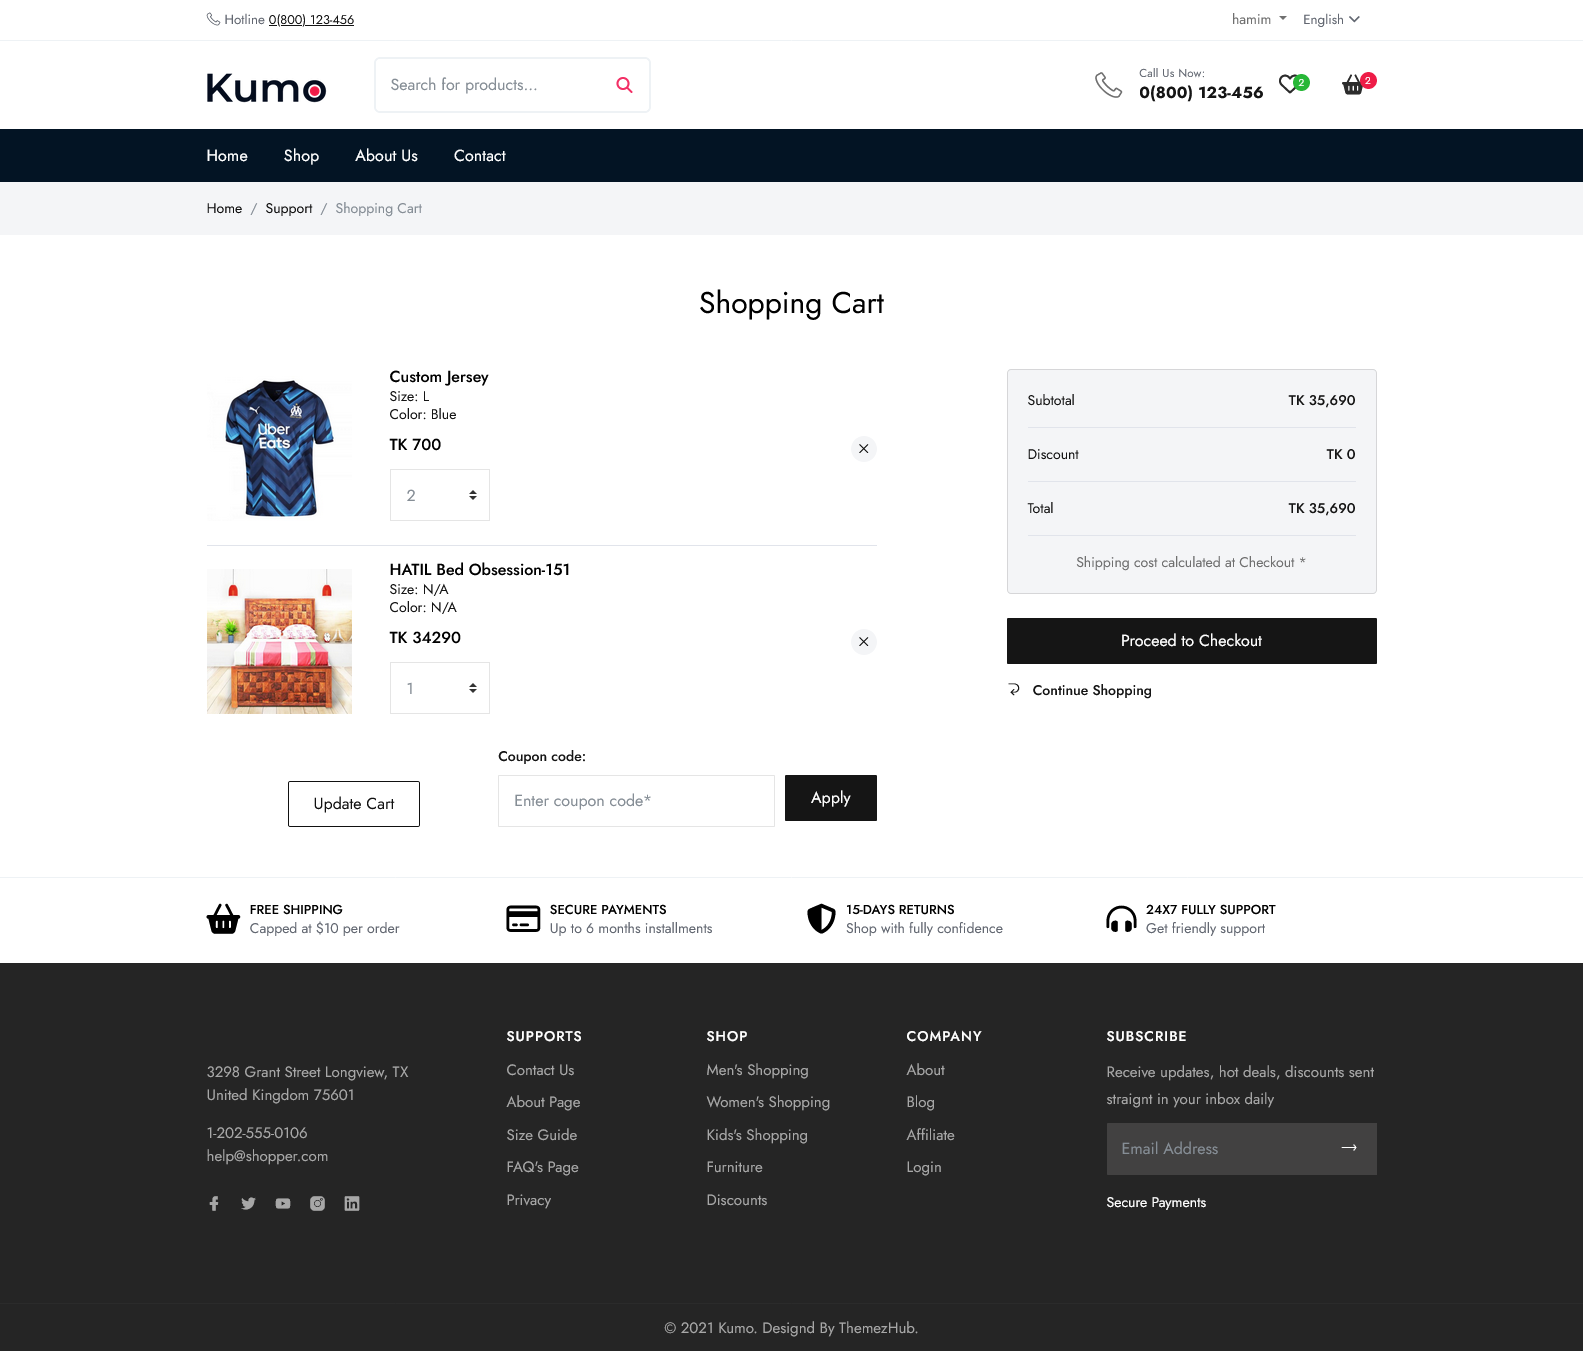 Hotline 0(800) 123-456
hamim
English
Kumo
Search for products...
Call Us Now:
0(800) 123-456
2
2
Home
Shop
About Us
Contact
Home / Support / Shopping Cart
Shopping Cart
Uber
Eats
Custom Jersey
Size: L
Color: Blue
TK 700
2
HATIL Bed Obsession-151
Size: N/A
Color: N/A
TK 34290
1
Update Cart
Coupon code:
Enter coupon code*
Apply
Subtotal TK 35,690
Discount TK 0
Total TK 35,690
Shipping cost calculated at Checkout *
Proceed to Checkout
Continue Shopping
FREE SHIPPING
Capped at $10 per order
SECURE PAYMENTS
Up to 6 months installments
15-DAYS RETURNS
Shop with fully confidence
24X7 FULLY SUPPORT
Get friendly support
3298 Grant Street Longview, TX
United Kingdom 75601
1-202-555-0106
help@shopper.com
SUPPORTS
Contact Us
About Page
Size Guide
FAQ's Page
Privacy
SHOP
Men's Shopping
Women's Shopping
Kid's Shopping
Furniture
Discounts
COMPANY
About
Blog
Affiliate
Login
SUBSCRIBE
Receive updates, hot deals, discounts sent
straignt in your inbox daily
Email Address
Secure Payments
© 2021 Kumo. Designd By ThemezHub.